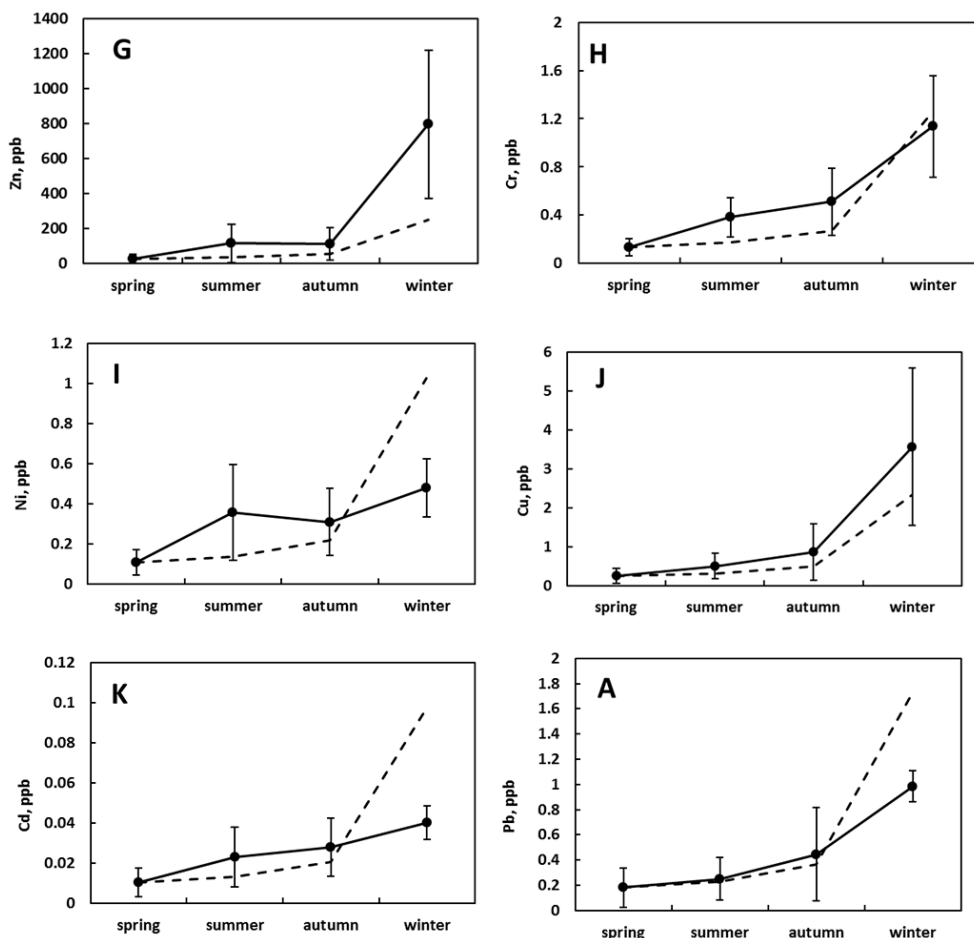 G
Zn, ppb
1400
1200
1000
800
600
400
200
0
spring summer autumn winter
H
Cr, ppb
2
1.6
1.2
0.8
0.4
0
spring summer autumn winter
I
Ni, ppb
1.2
1
0.8
0.6
0.4
0.2
0
spring summer autumn winter
J
Cu, ppb
6
5
4
3
2
1
0
spring summer autumn winter
K
Cd, ppb
0.12
0.1
0.08
0.06
0.04
0.02
0
spring summer autumn winter
A
Pb, ppb
2
1.8
1.6
1.4
1.2
1
0.8
0.6
0.4
0.2
0
spring summer autumn winter